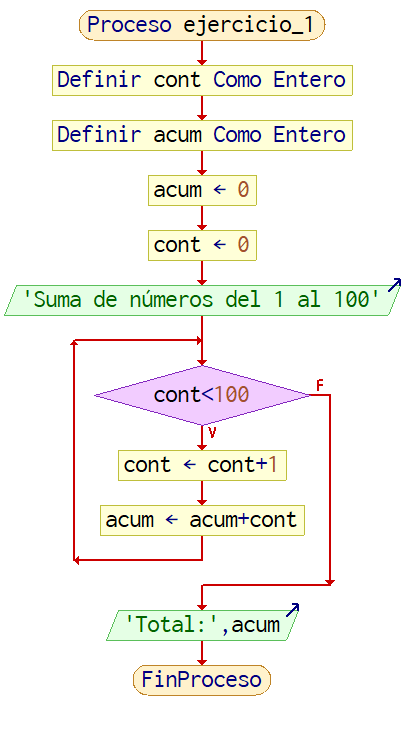 Proceso ejercicio_1
Definir cont Como Entero
Definir acum Como Entero
acum ← 0
cont ← 0
'Suma de números del 1 al 100'
cont<100
F
V
cont ← cont+1
acum ← acum+cont
'Total:',acum
FinProceso